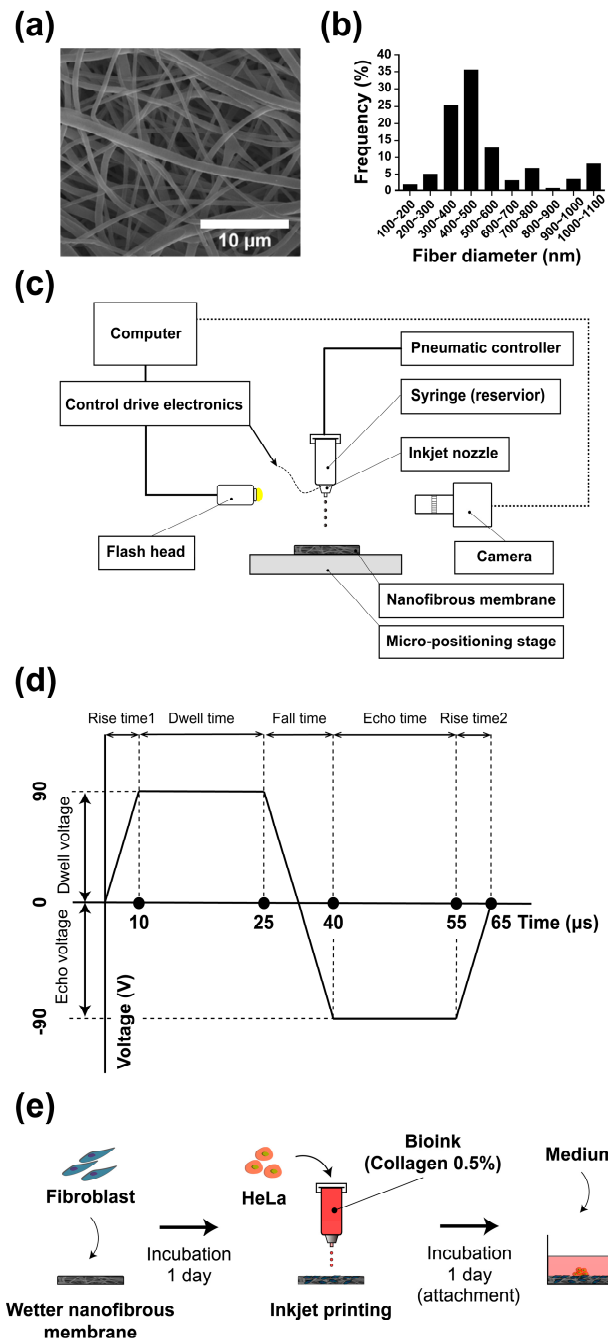 (a)
10 µm
(b)
Frequency (%)
40
35
30
25
20
15
10
5
0
100~200
200~300
300~400
400~500
500~600
600~700
700~800
800~900
900~1000
1000~1100
Fiber diameter (nm)
(c)
Computer
Pneumatic controller
Control drive electronics
Syringe (reservior)
Inkjet nozzle
Flash head
Camera
Nanofibrous membrane
Micro-positioning stage
(d)
Rise time1
Dwell time
Fall time
Echo time
Rise time2
90
Dwell voltage
0
10
25
40
55
65
Time (µs)
Echo voltage
-90
Voltage (V)
(e)
Fibroblast
HeLa
Bioink
(Collagen 0.5%)
Medium
Incubation
1 day
Incubation
1 day
(attachment)
Wetter nanofibrous
membrane
Inkjet printing